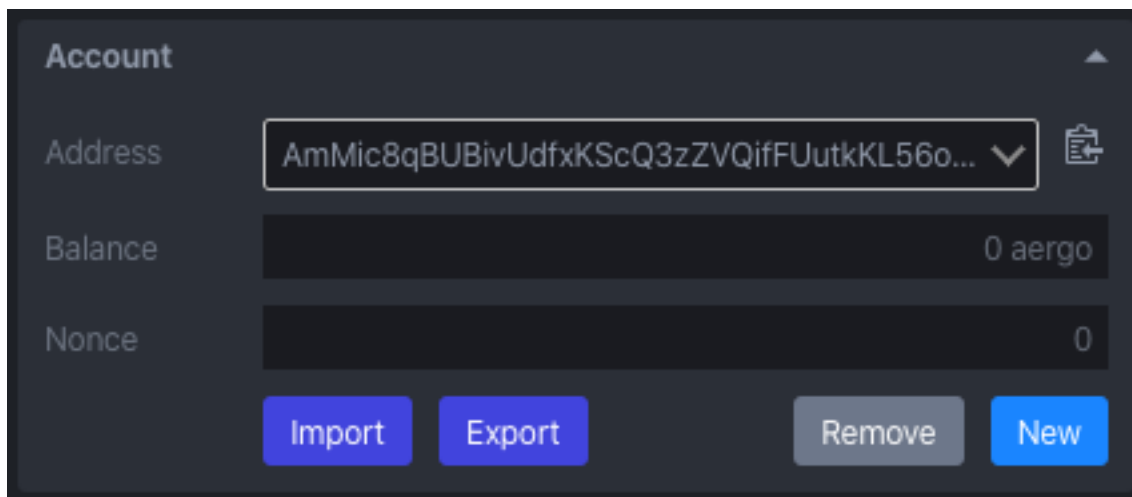 Account
Address AmMic8qBUBivUdfxKScQ3zZVQifFUutkKL56o...
Balance 0 aergo
Nonce 0
Import Export Remove New